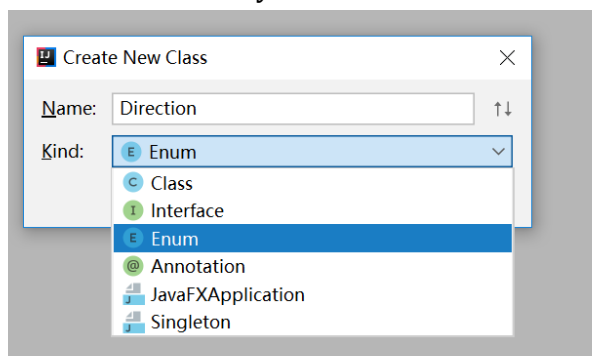 Create New Class
Name: Direction
Kind: Enum
Class
Interface
Enum
Annotation
JavaFXApplication
Singleton